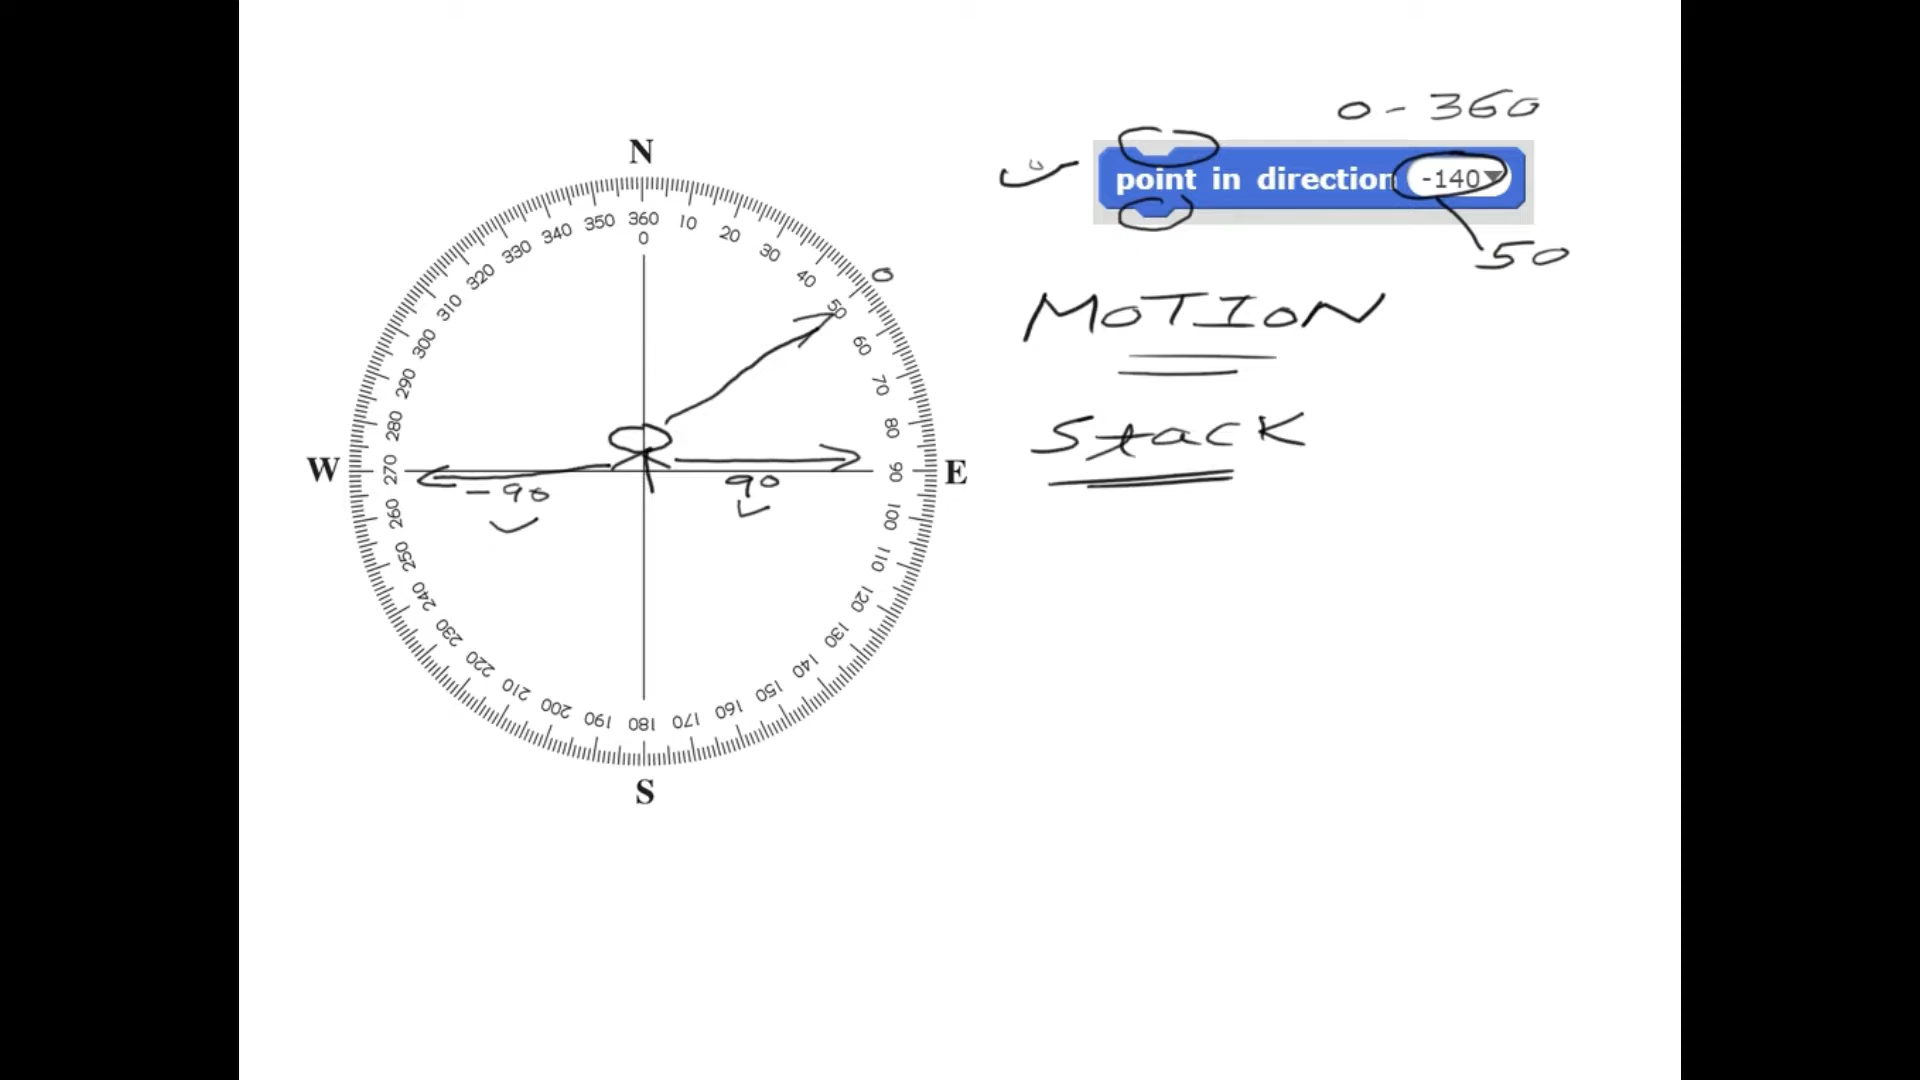 0 - 360
point in direction -140
50
MOTION
Stack
N
350 360 10
340 0 20
330 30
320 40
310 50
300 60
290 70
280 80
W 270 90 E
-90 90
260 100
250 110
240 120
230 130
220 140
210 150
200 160
190 180 170
S
0